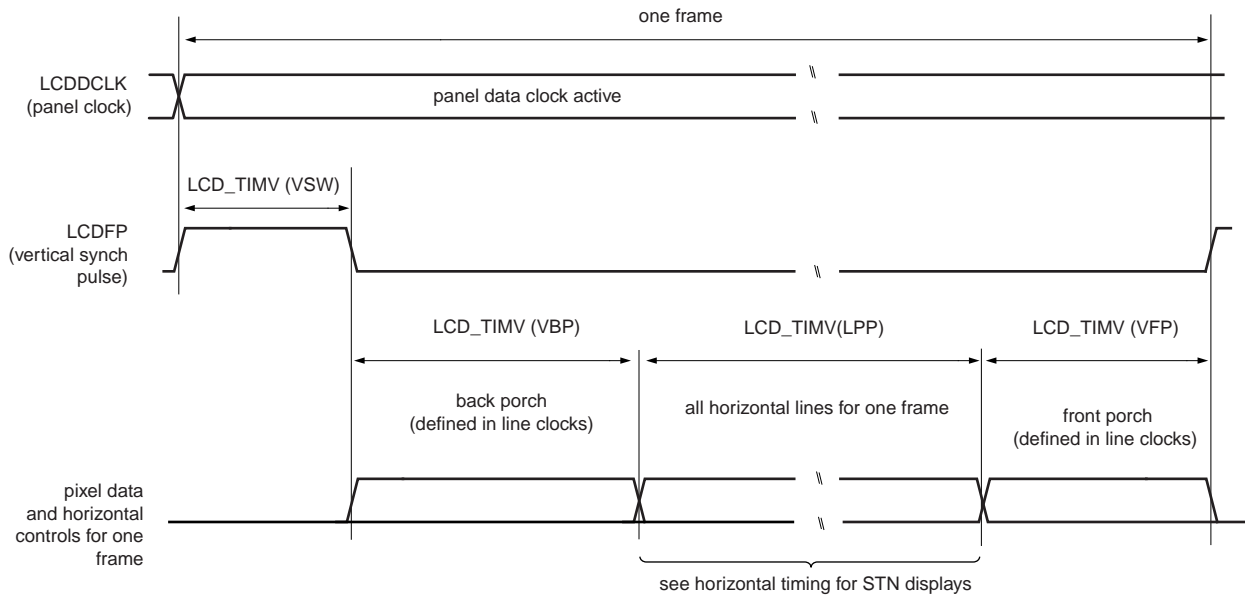 one frame
LCDDCLK
(panel clock)
panel data clock active
LCD_TIMV (VSW)
LCDFP
(vertical synch
pulse)
LCD_TIMV (VBP)
LCD_TIMV(LPP)
LCD_TIMV (VFP)
back porch
(defined in line clocks)
all horizontal lines for one frame
front porch
(defined in line clocks)
pixel data
and horizontal
controls for one
frame
see horizontal timing for STN displays